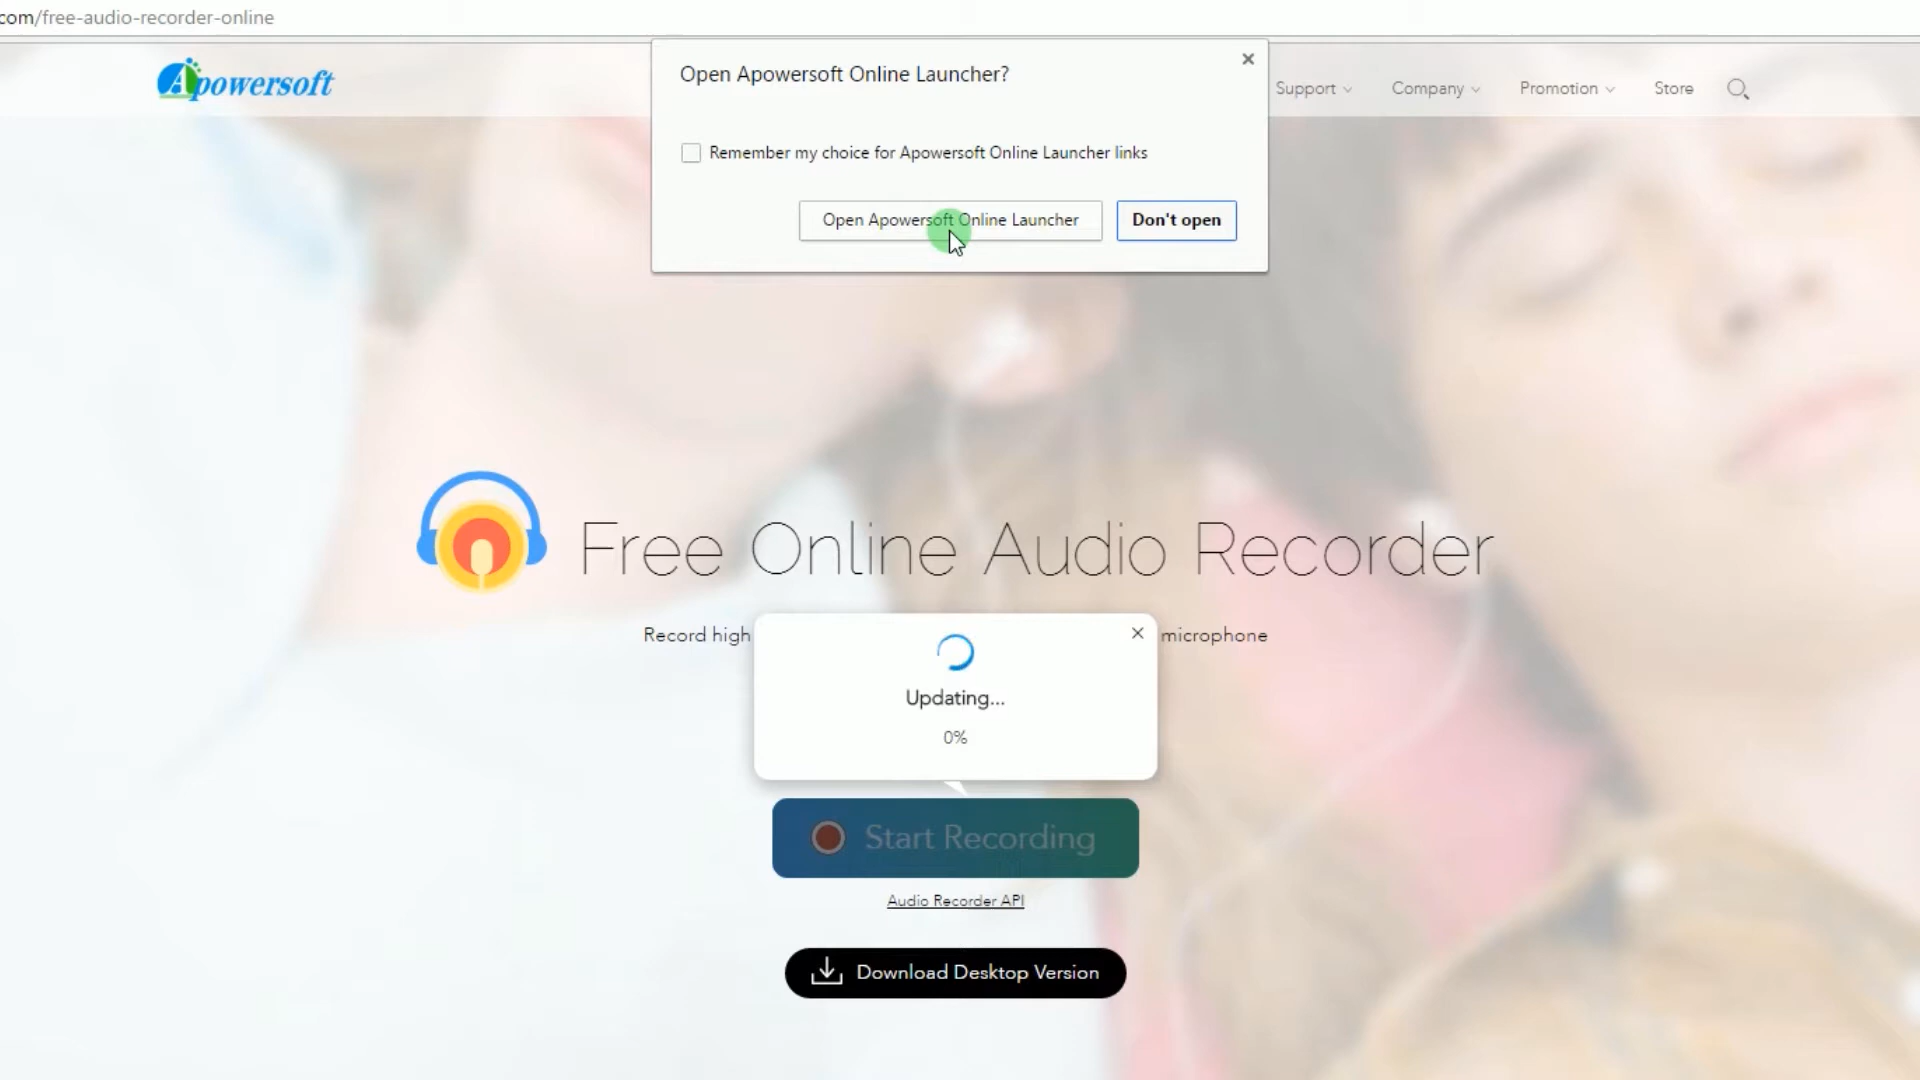 com/free-audio-recorder-online
Apowersoft
Open Apowersoft Online Launcher?
Remember my choice for Apowersoft Online Launcher links
Open Apowersoft Online Launcher
Don't open
Support
Company
Promotion
Store
Free Online Audio Recorder
Record high
microphone
Updating...
0%
Start Recording
Audio Recorder API
Download Desktop Version